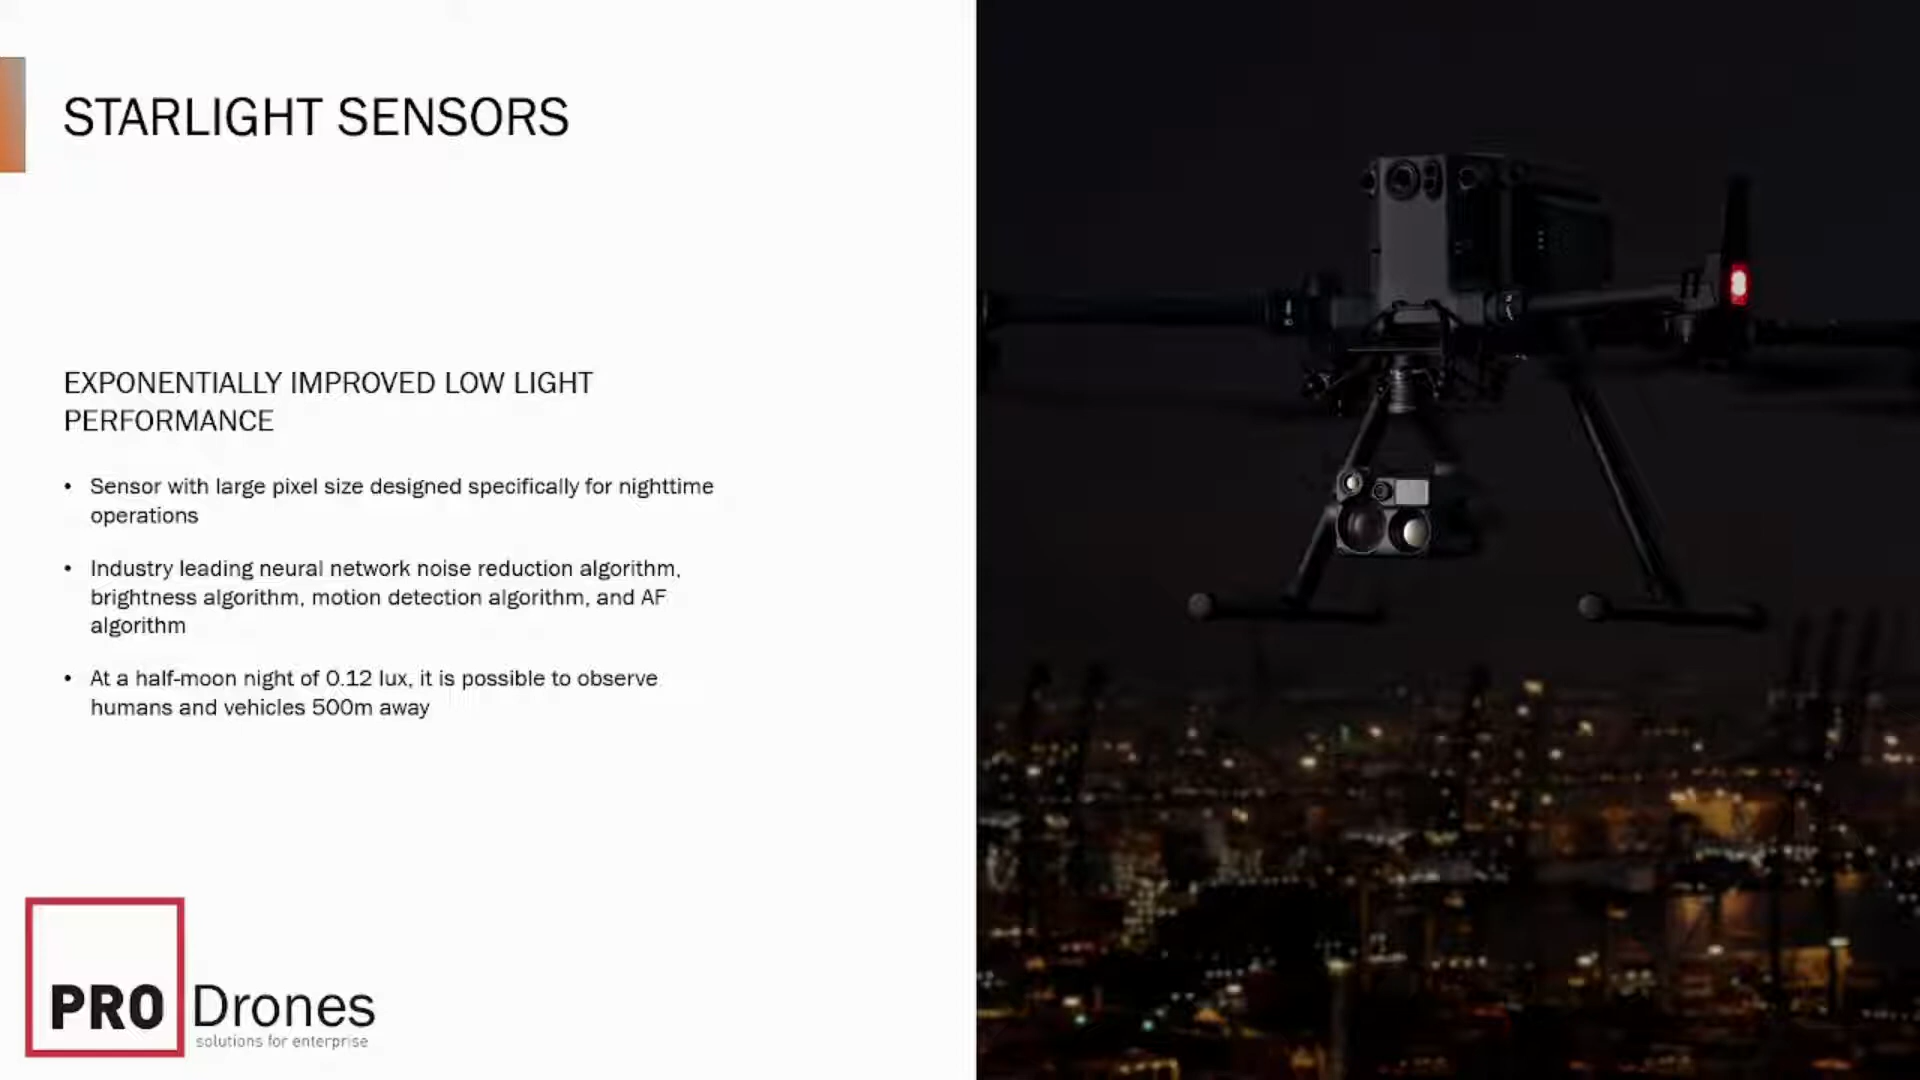 STARLIGHT SENSORS
EXPONENTIALLY IMPROVED LOW LIGHT
PERFORMANCE
• Sensor with large pixel size designed specifically for nighttime
operations
• Industry leading neural network noise reduction algorithm,
brightness algorithm, motion detection algorithm, and AF
algorithm
• At a half-moon night of 0.12 lux, it is possible to observe
humans and vehicles 500m away
PRO Drones
solutions for enterprise